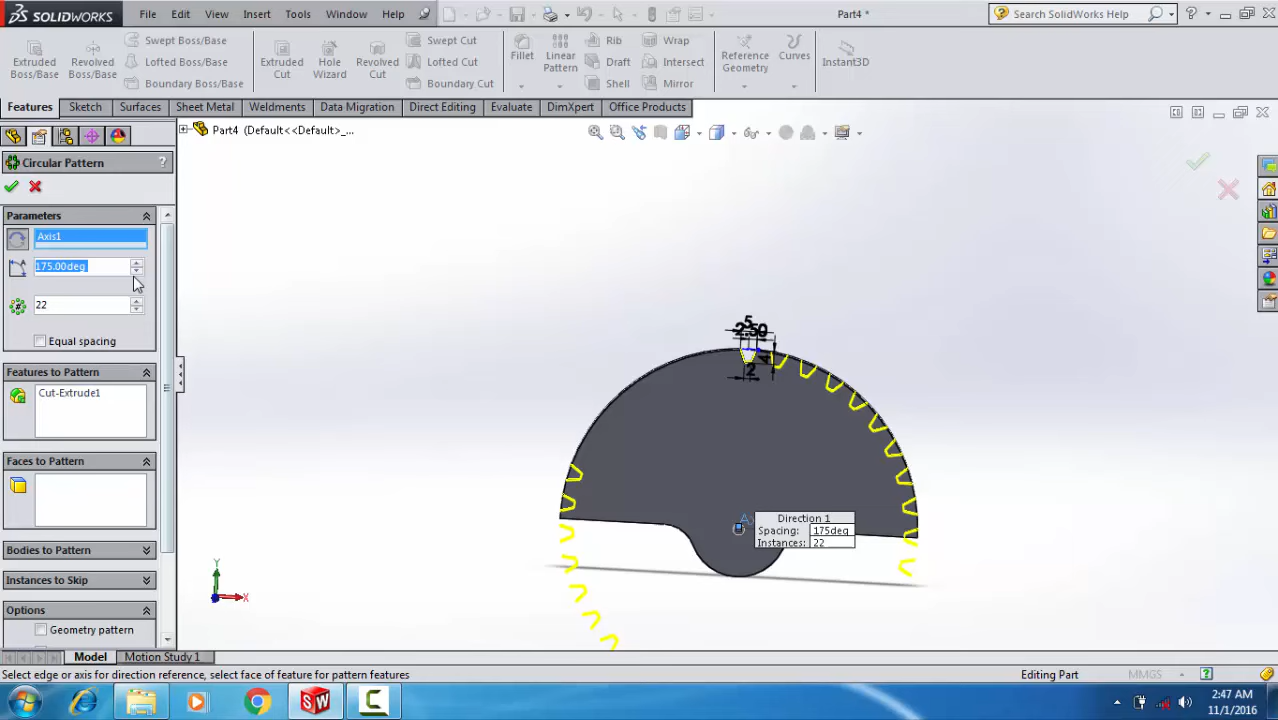 SOLIDWORKS File Edit View Insert Tools Window Help Part4 * Search SolidWorks Help
Extruded Boss/Base
Revolved Boss/Base
Swept Boss/Base
Lofted Boss/Base
Boundary Boss/Base
Extruded Cut
Hole Wizard
Revolved Cut
Swept Cut
Lofted Cut
Boundary Cut
Fillet
Linear Pattern
Rib
Draft
Shell
Wrap
Intersect
Mirror
Reference Geometry
Curves
Instant3D
Features Sketch Surfaces Sheet Metal Weldments Data Migration Direct Editing Evaluate DimXpert Office Products
Part4 (Default<<Default>_...
Circular Pattern ?
Parameters
Axis1
175.00deg
22
Equal spacing
Features to Pattern
Cut-Extrude1
Faces to Pattern
Bodies to Pattern
Instances to Skip
Options
Geometry pattern
5
2.50
4
2
Direction 1
Spacing: 175deg
Instances: 22
Y
X
Model Motion Study 1
Select edge or axis for direction reference, select face of feature for pattern features Editing Part MMGS
2:47 AM
11/1/2016